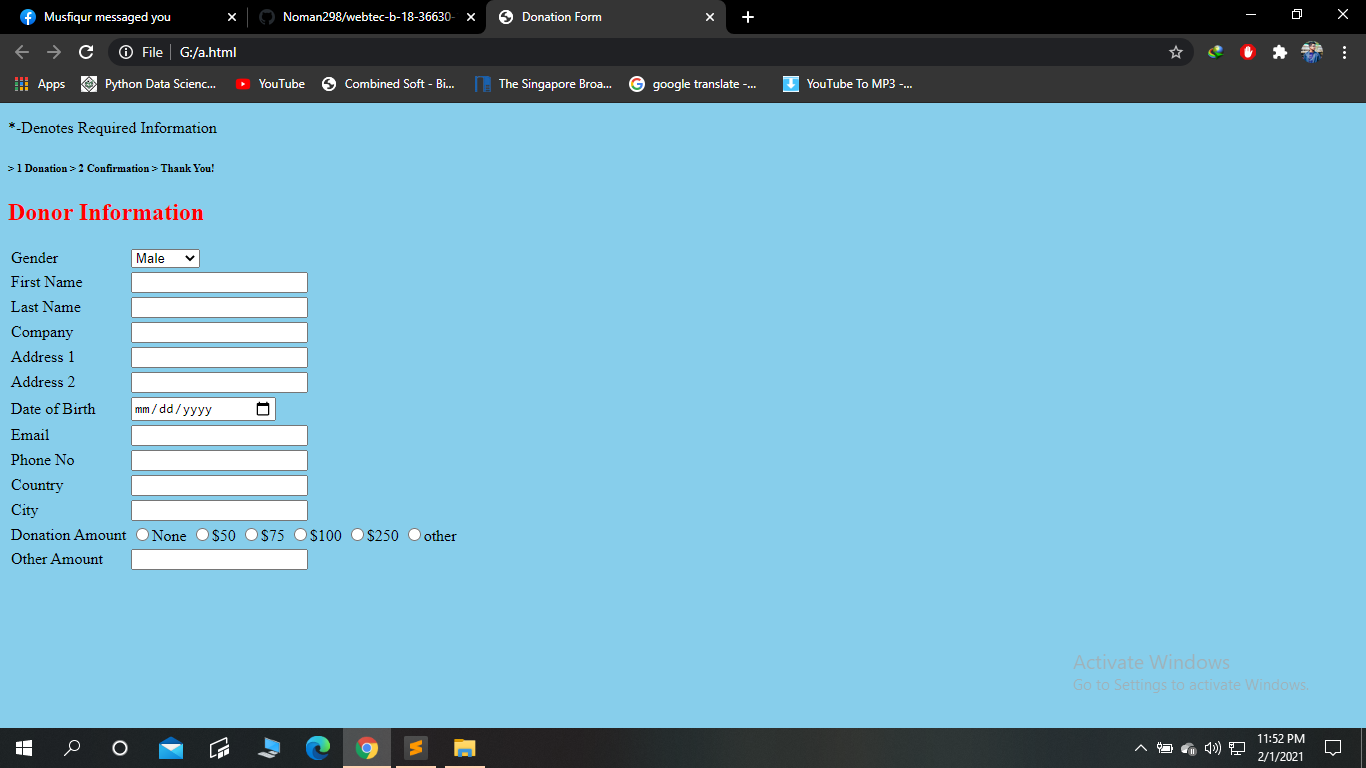 Musfiqur messaged you
Noman298/webtec-b-18-36630-
Donation Form
File
G:/a.html
Apps
Python Data Scienc...
YouTube
Combined Soft - Bi...
The Singapore Broa...
google translate -...
YouTube To MP3 -...
*-Denotes Required Information
> 1 Donation > 2 Confirmation > Thank You!
Donor Information
Gender Male
First Name
Last Name
Company
Address 1
Address 2
Date of Birth mm/dd/yyyy
Email
Phone No
Country
City
Donation Amount None $50 $75 $100 $250 other
Other Amount
Activate Windows
Go to Settings to activate Windows.
11:52 PM
2/1/2021